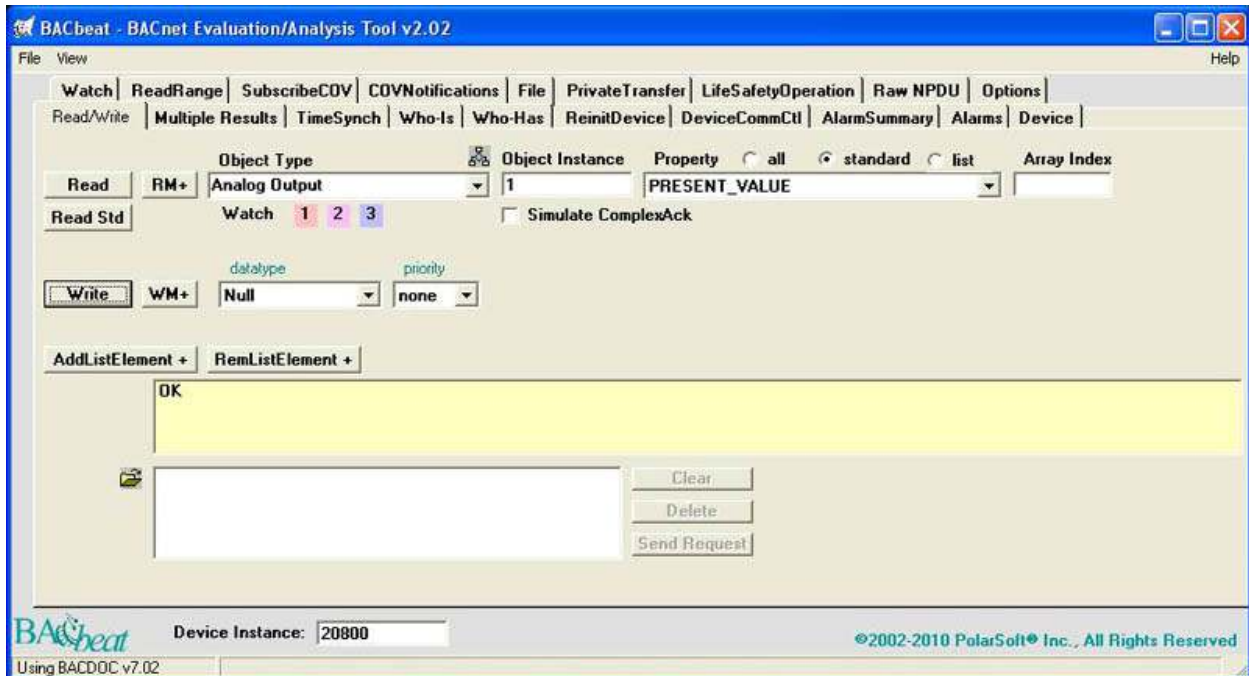 BACbeat - BACnet Evaluation/Analysis Tool v2.02
File View Help
Watch ReadRange SubscribeCOV COVNotifications File PrivateTransfer LifeSafetyOperation Raw NPDU Options
Read/Write Multiple Results TimeSynch Who-Is Who-Has ReinitDevice DeviceCommCtl AlarmSummary Alarms Device
Object Type Object Instance Property all standard list Array Index
Read RM+ Analog Output 1 PRESENT_VALUE
Read Std Watch 1 2 3 Simulate ComplexAck
datatype priority
Write WM+ Null none
AddListElement + RemListElement +
OK
Clear
Delete
Send Request
BACbeat Device Instance: 20800 ©2002-2010 PolarSoft® Inc., All Rights Reserved
Using BACDOC v7.02